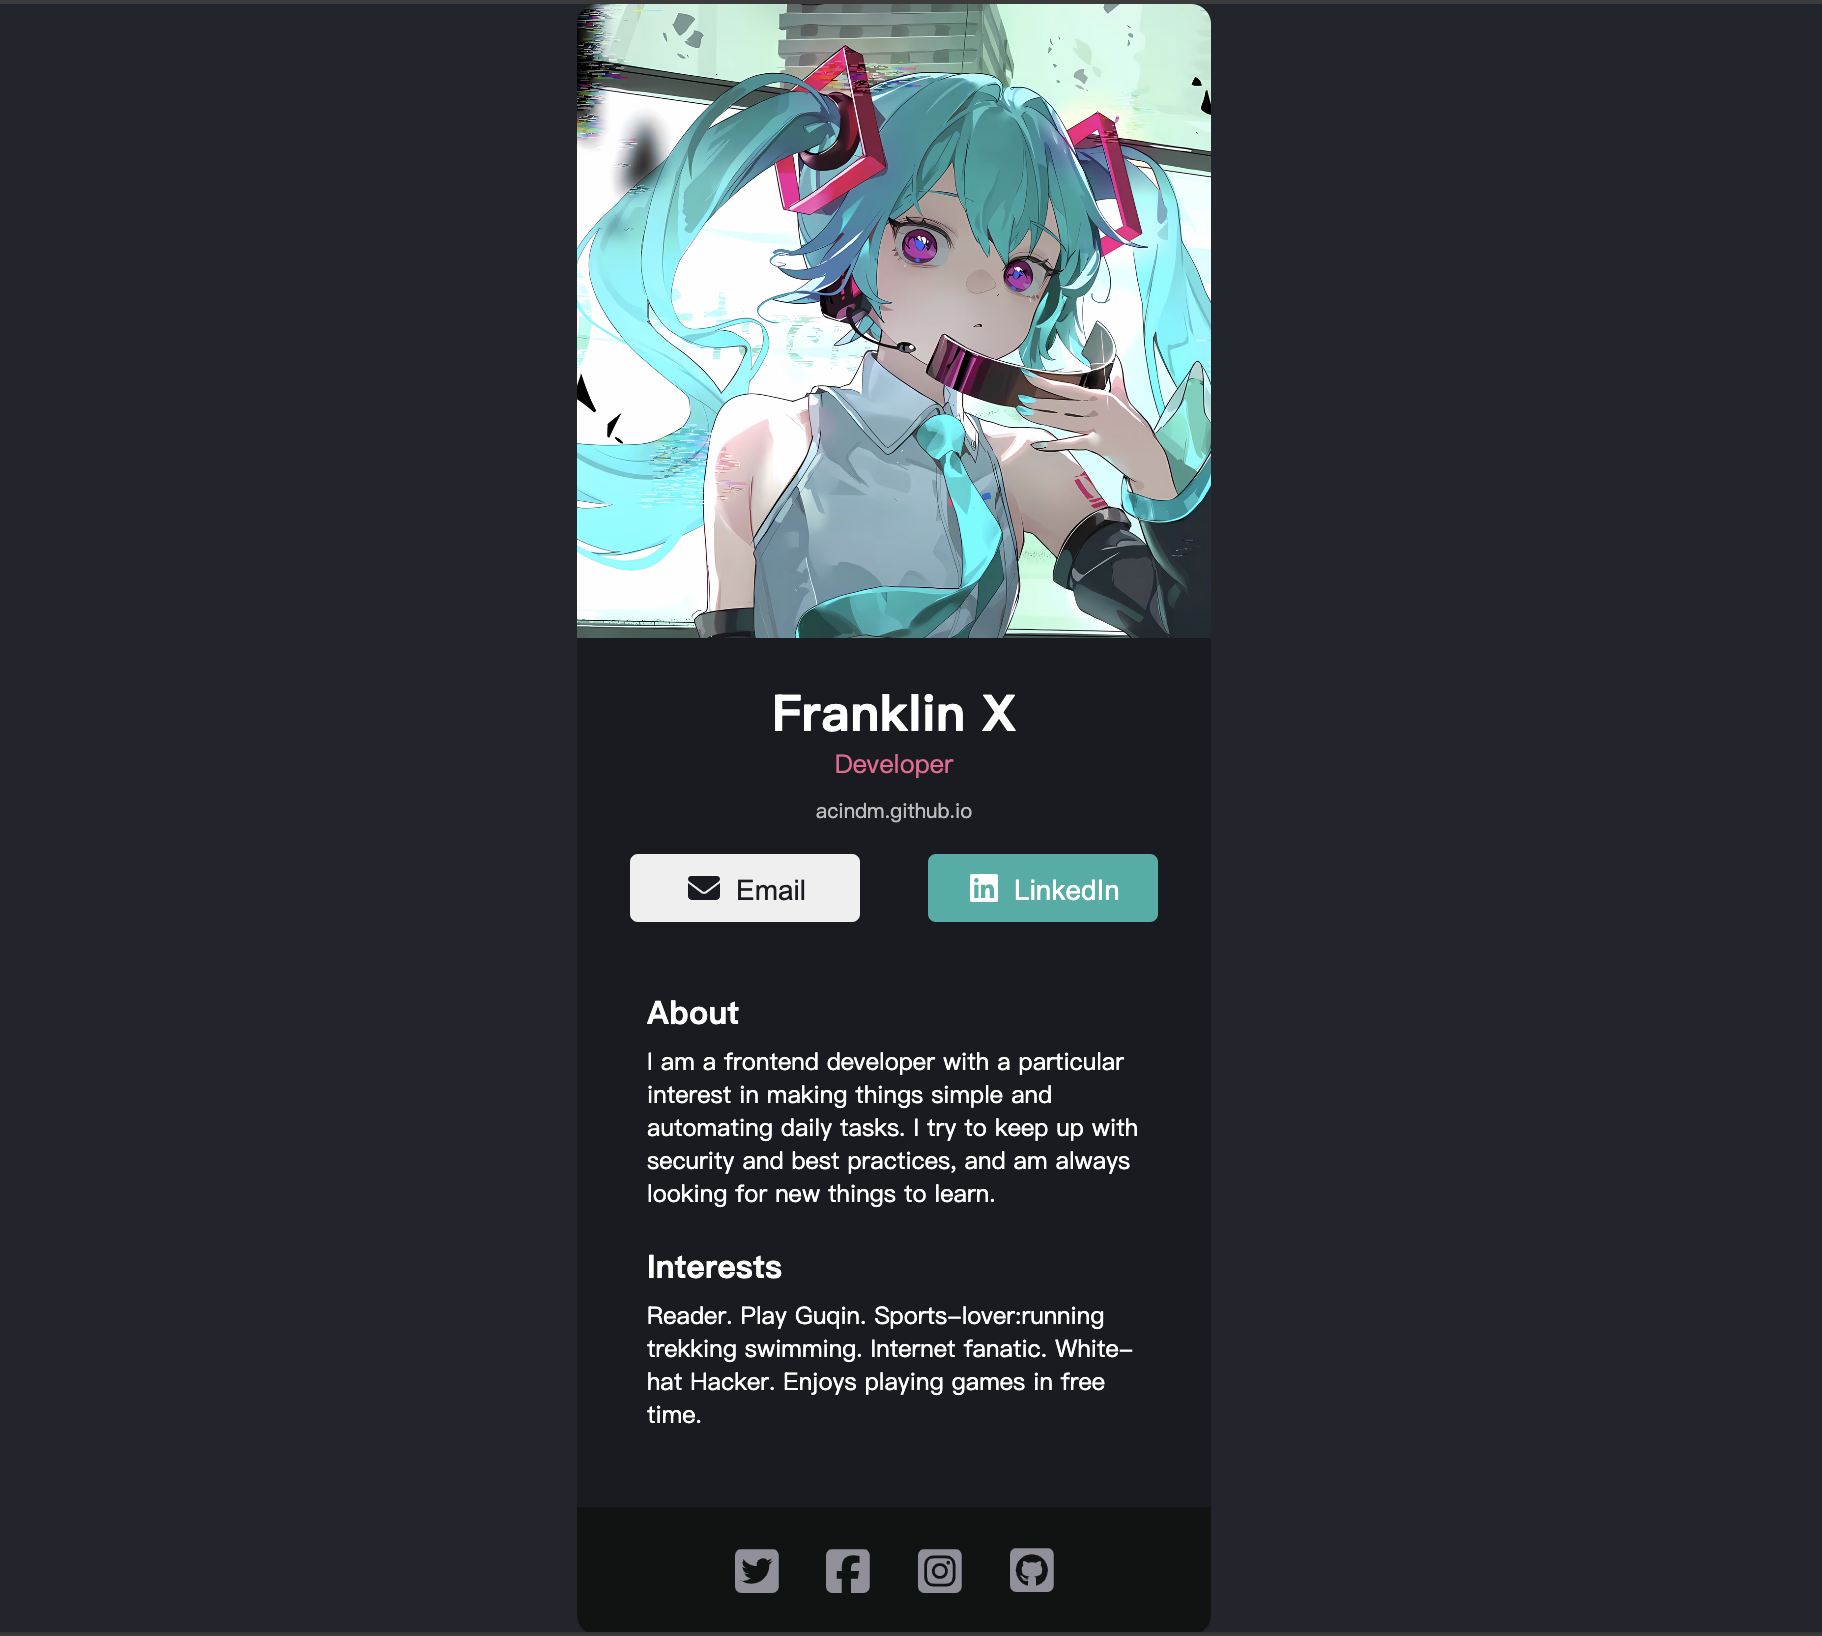 Franklin X
Developer
acindm.github.io
Email
LinkedIn
About
I am a frontend developer with a particular
interest in making things simple and
automating daily tasks. I try to keep up with
security and best practices, and am always
looking for new things to learn.
Interests
Reader. Play Guqin. Sports-lover:running
trekking swimming. Internet fanatic. White-
hat Hacker. Enjoys playing games in free
time.